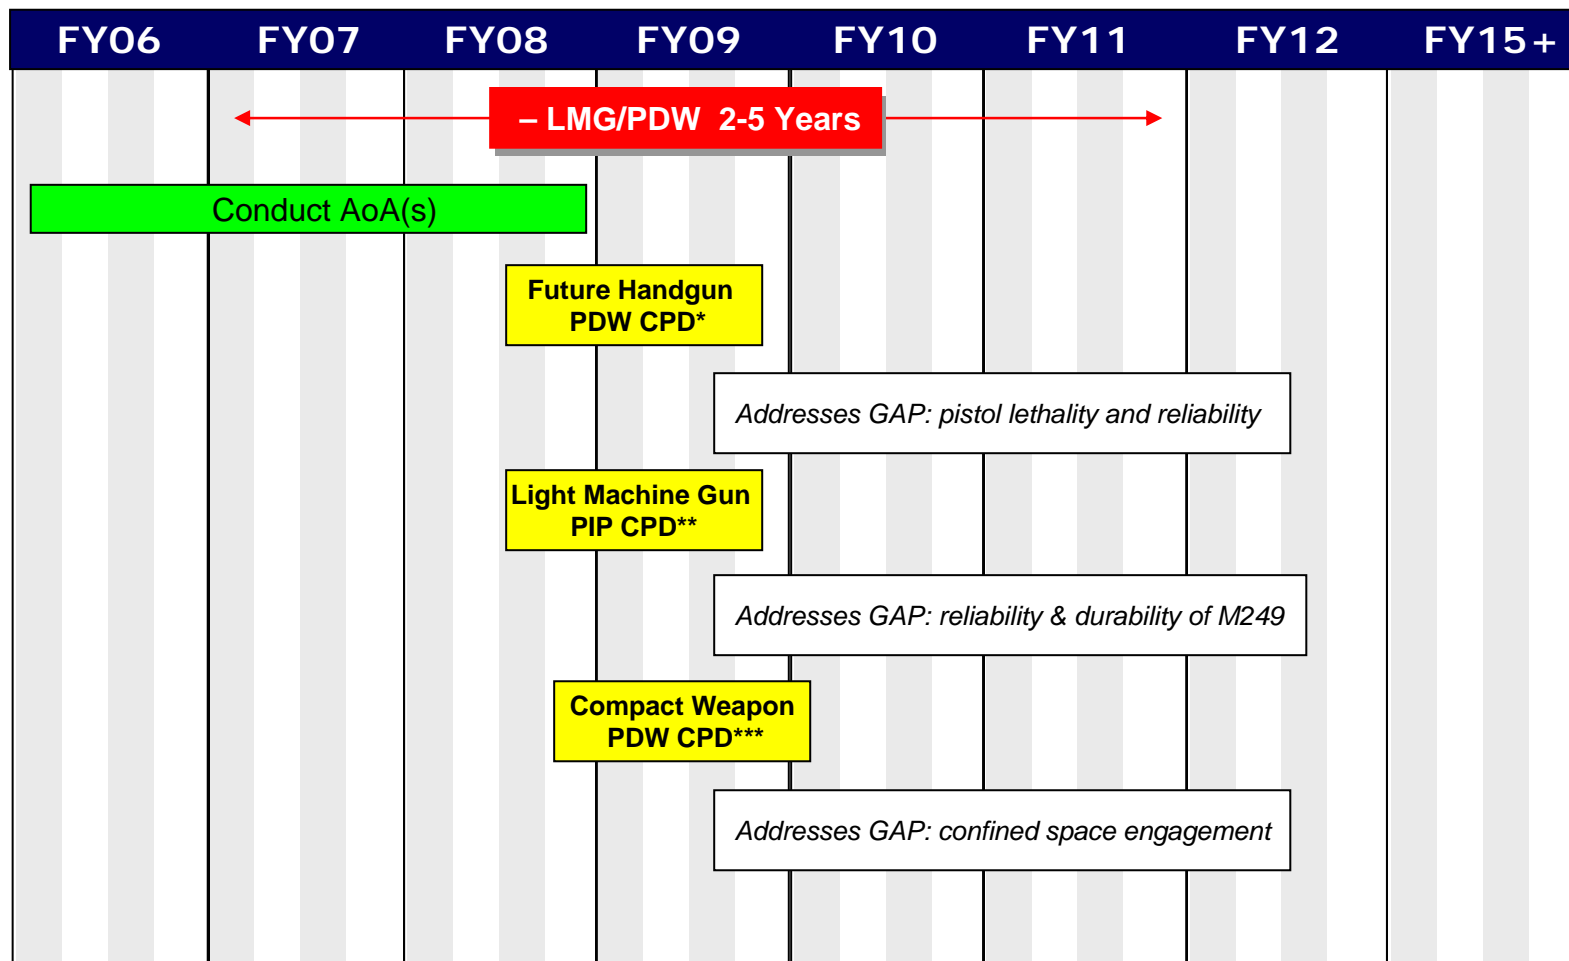 FY06 FY07 FY08 FY09 FY10 FY11 FY12 FY15+
– LMG/PDW 2-5 Years
Conduct AoA(s)
Future Handgun
PDW CPD*
Addresses GAP: pistol lethality and reliability
Light Machine Gun
PIP CPD**
Addresses GAP: reliability & durability of M249
Compact Weapon
PDW CPD***
Addresses GAP: confined space engagement